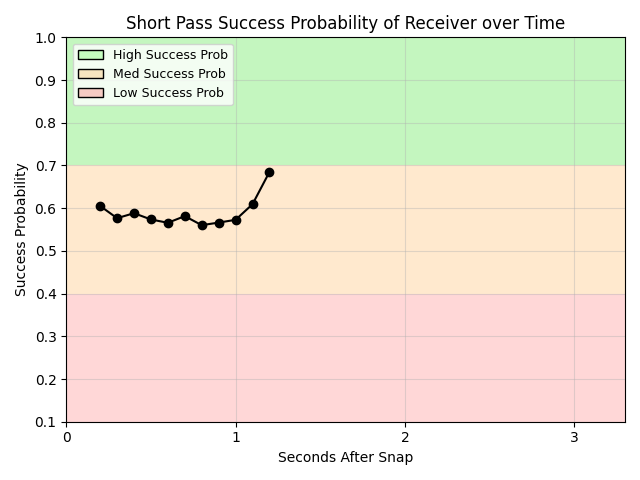 Short Pass Success Probability of Receiver over Time
High Success Prob
Med Success Prob
Low Success Prob
Success Probability
1.0
0.9
0.8
0.7
0.6
0.5
0.4
0.3
0.2
0.1
0 1 2 3
Seconds After Snap